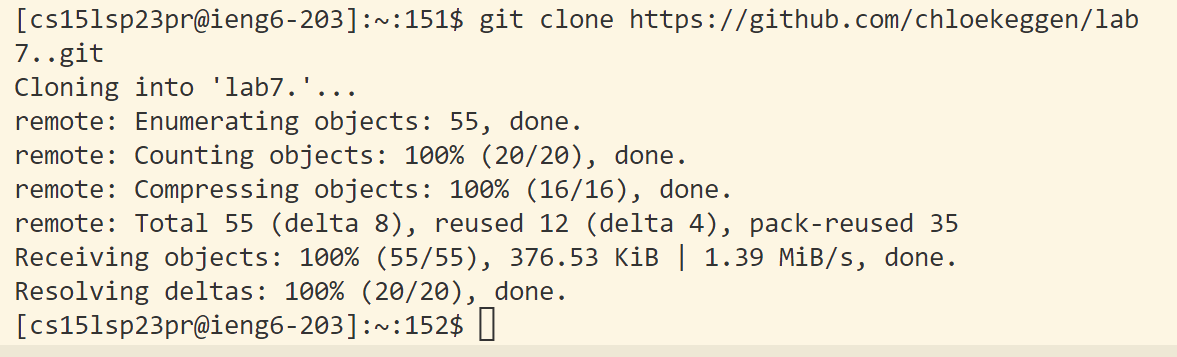 [cs15lsp23pr@ieng6-203]:~:151$ git clone https://github.com/chloekeggen/lab
7..git
Cloning into 'lab7.'...
remote: Enumerating objects: 55, done.
remote: Counting objects: 100% (20/20), done.
remote: Compressing objects: 100% (16/16), done.
remote: Total 55 (delta 8), reused 12 (delta 4), pack-reused 35
Receiving objects: 100% (55/55), 376.53 KiB | 1.39 MiB/s, done.
Resolving deltas: 100% (20/20), done.
[cs15lsp23pr@ieng6-203]:~:152$